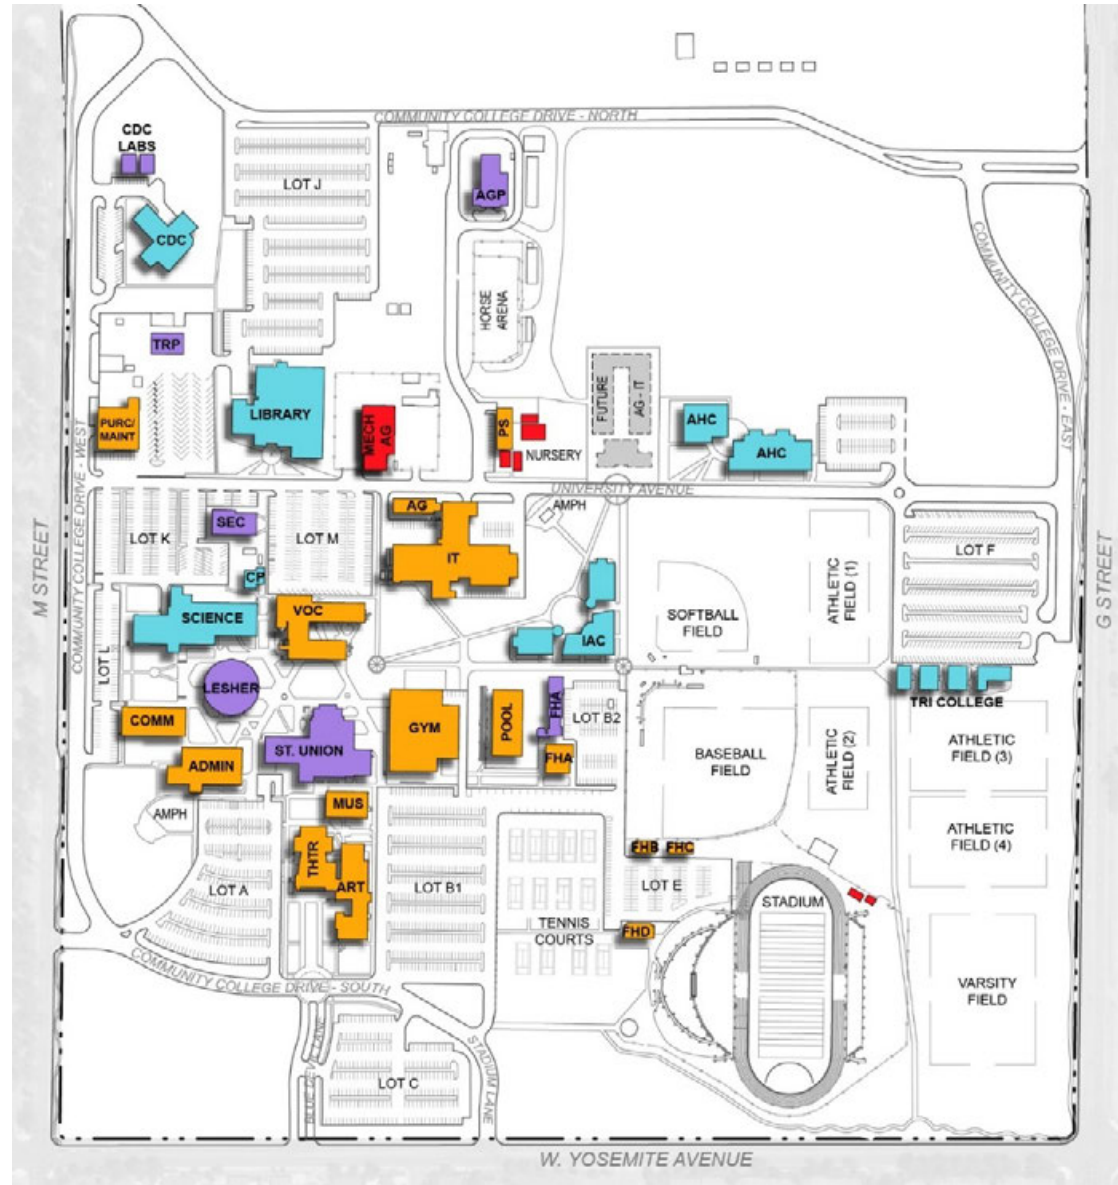 COMMUNITY COLLEGE DRIVE - NORTH
CDC
LABS
LOT J
AGP
CDC
COMMUNITY COLLEGE DRIVE - EAST
HORSE
ARENA
TRP
FUTURE
AG - IT
LIBRARY
PURC/
MAINT
MECH
AG
PS
NURSERY
AHC
AHC
COMMUNITY COLLEGE DRIVE - WEST
UNIVERSITY AVENUE
AG
AMPH
SEC
LOT K
LOT M
IT
LOT F
M STREET
G STREET
CP
ATHLETIC
FIELD (1)
SCIENCE
VOC
SOFTBALL
FIELD
IAC
LOT L
LESHER
TRI COLLEGE
COMM
GYM
POOL
FHA
LOT B2
ST. UNION
BASEBALL
FIELD
ATHLETIC
FIELD (2)
ATHLETIC
FIELD (3)
ADMIN
FHA
MUS
AMPH
ATHLETIC
FIELD (4)
THTR
FHB
FHC
LOT A
ART
LOT B1
LOT E
STADIUM
TENNIS
COURTS
FHD
COMMUNITY COLLEGE DRIVE - SOUTH
VARSITY
FIELD
STADIUM LANE
LOT C
W. YOSEMITE AVENUE